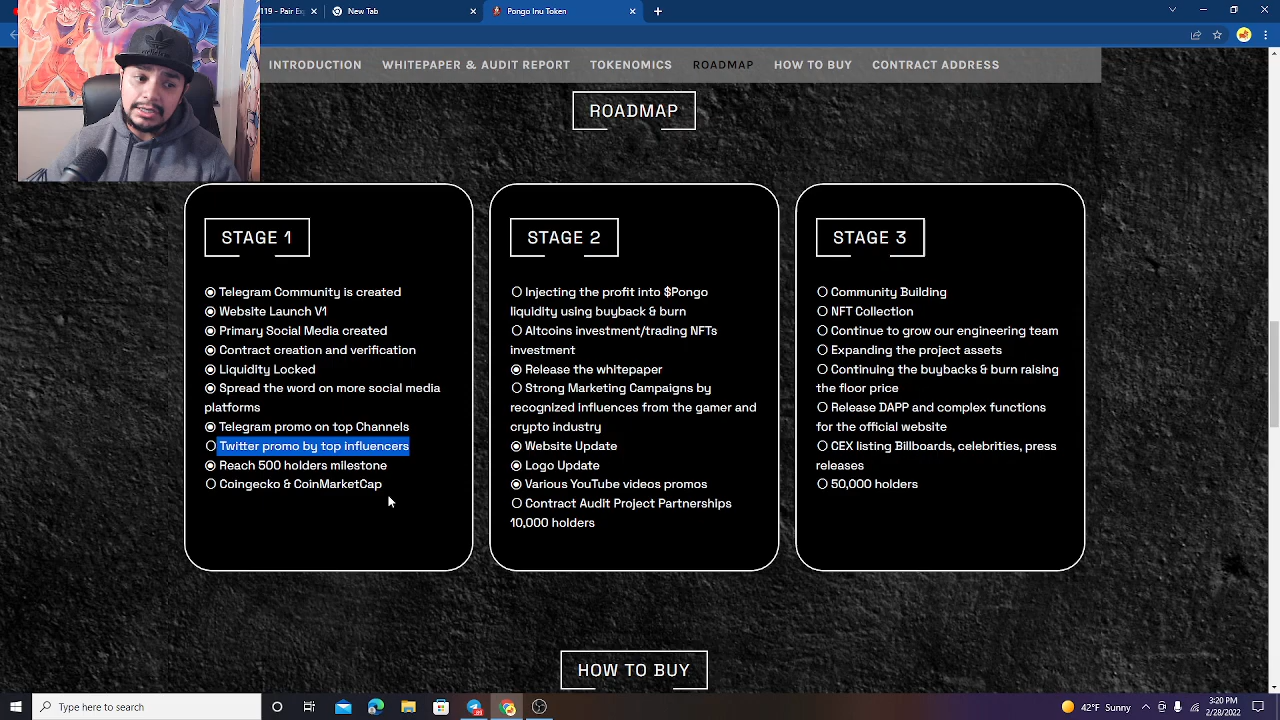 119 - Pair Ex
New Tab
Pongo Inu Token
INTRODUCTION
WHITEPAPER & AUDIT REPORT
TOKENOMICS
ROADMAP
HOW TO BUY
CONTRACT ADDRESS
ROADMAP
STAGE 1
Telegram Community is created
Website Launch V1
Primary Social Media created
Contract creation and verification
Liquidity Locked
Spread the word on more social media
platforms
Telegram promo on top Channels
Twitter promo by top influencers
Reach 500 holders milestone
Coingecko & CoinMarketCap
STAGE 2
Injecting the profit into $Pongo
liquidity using buyback & burn
Altcoins investment/trading NFTs
investment
Release the whitepaper
Strong Marketing Campaigns by
recognized influences from the gamer and
crypto industry
Website Update
Logo Update
Various YouTube videos promos
Contract Audit Project Partnerships
10,000 holders
STAGE 3
Community Building
NFT Collection
Continue to grow our engineering team
Expanding the project assets
Continuing the buybacks & burn raising
the floor price
Release DAPP and complex functions
for the official website
CEX listing Billboards, celebrities, press
releases
50,000 holders
HOW TO BUY
Type here to search
42°F Sunny
3:20 PM
2/28/2022